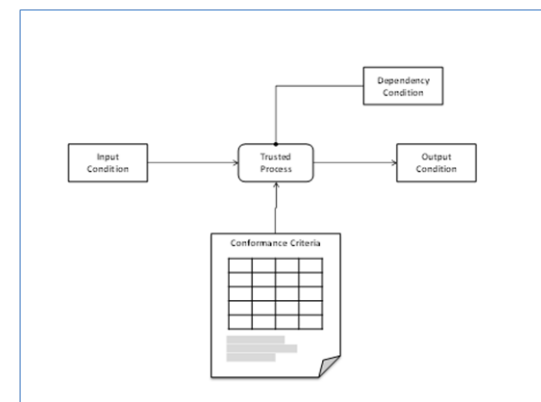 Dependency
Condition
Input
Condition
Trusted
Process
Output
Condition
Conformance Criteria